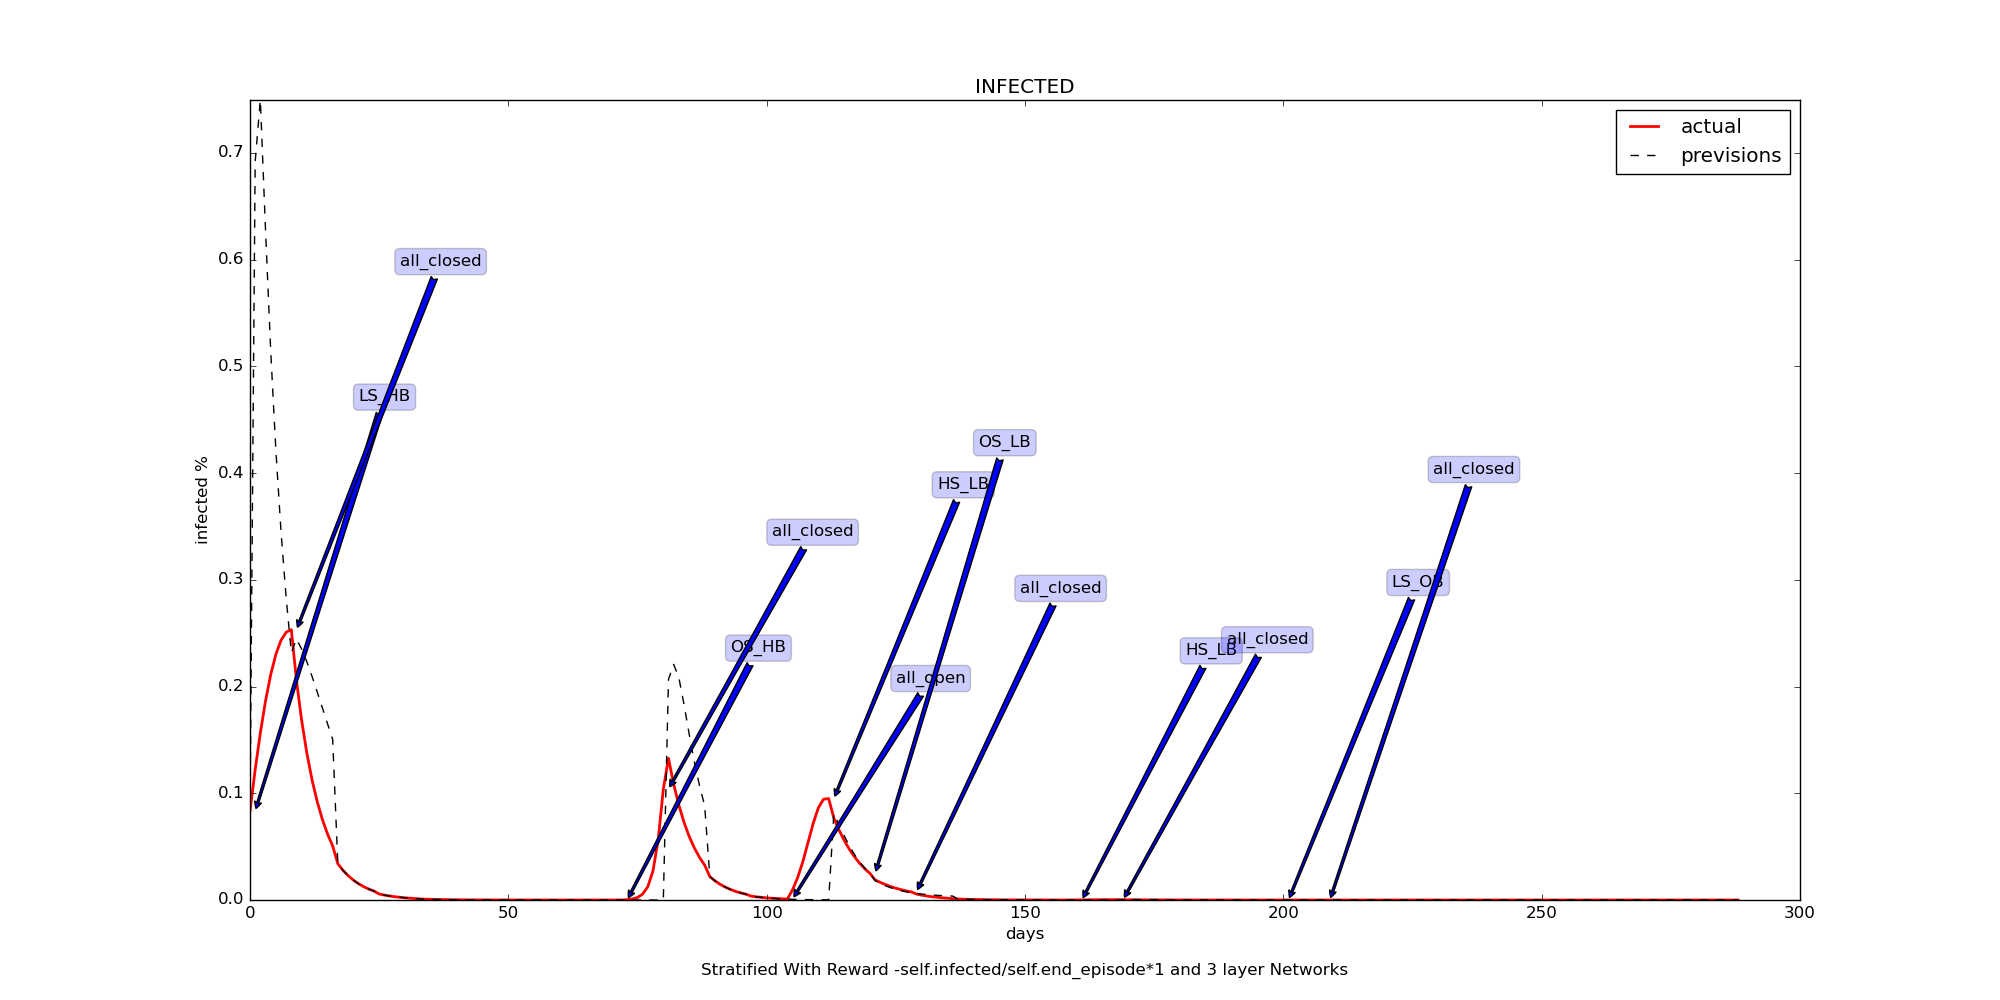 INFECTED
actual
previsions
0.7
0.6
0.5
0.4
0.3
0.2
0.1
0.0
infected %
all_closed
LS_HB
all_closed
OS_HB
OS_LB
HS_LB
all_closed
all_open
HS_LB
all_closed
all_closed
LS_OB
0
50
100
150
200
250
300
days
Stratified With Reward -self.infected/self.end_episode*1 and 3 layer Networks